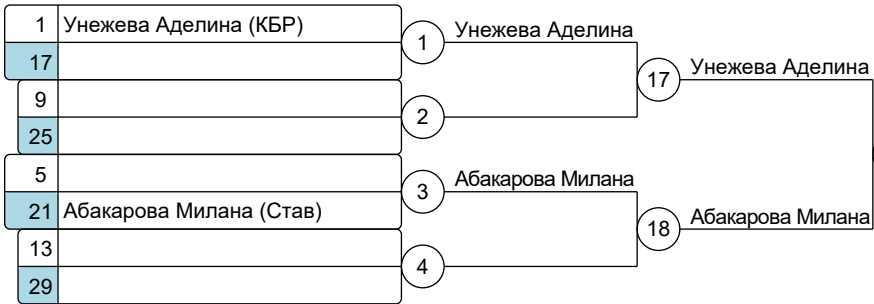 1 Унежева Аделина (КБР)
17
9
25
5
21 Абакарова Милана (Став)
13
29
1 Унежева Аделина
2
3 Абакарова Милана
4
17 Унежева Аделина
18 Абакарова Милана